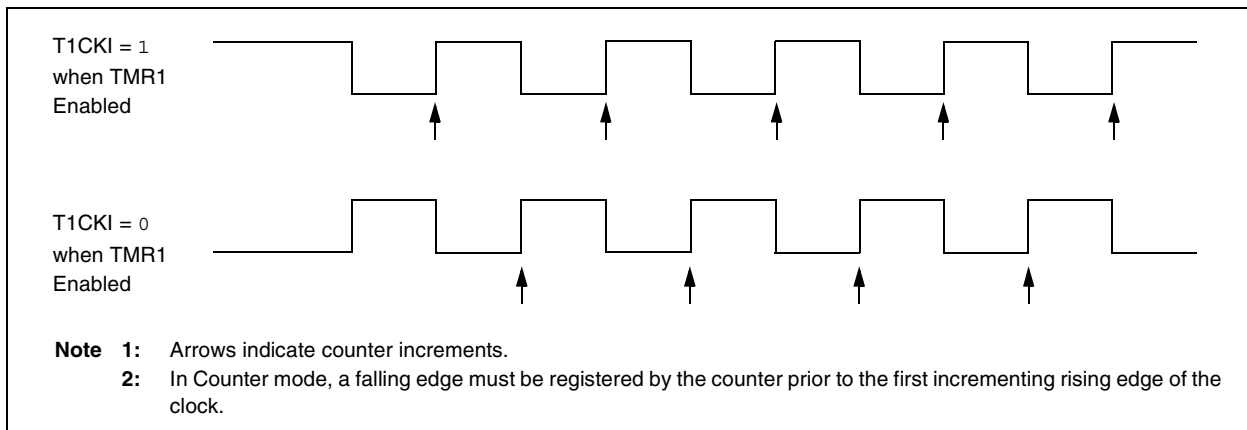 T1CKI = 1
when TMR1
Enabled
T1CKI = 0
when TMR1
Enabled
Note 1: Arrows indicate counter increments.
2: In Counter mode, a falling edge must be registered by the counter prior to the first incrementing rising edge of the
clock.